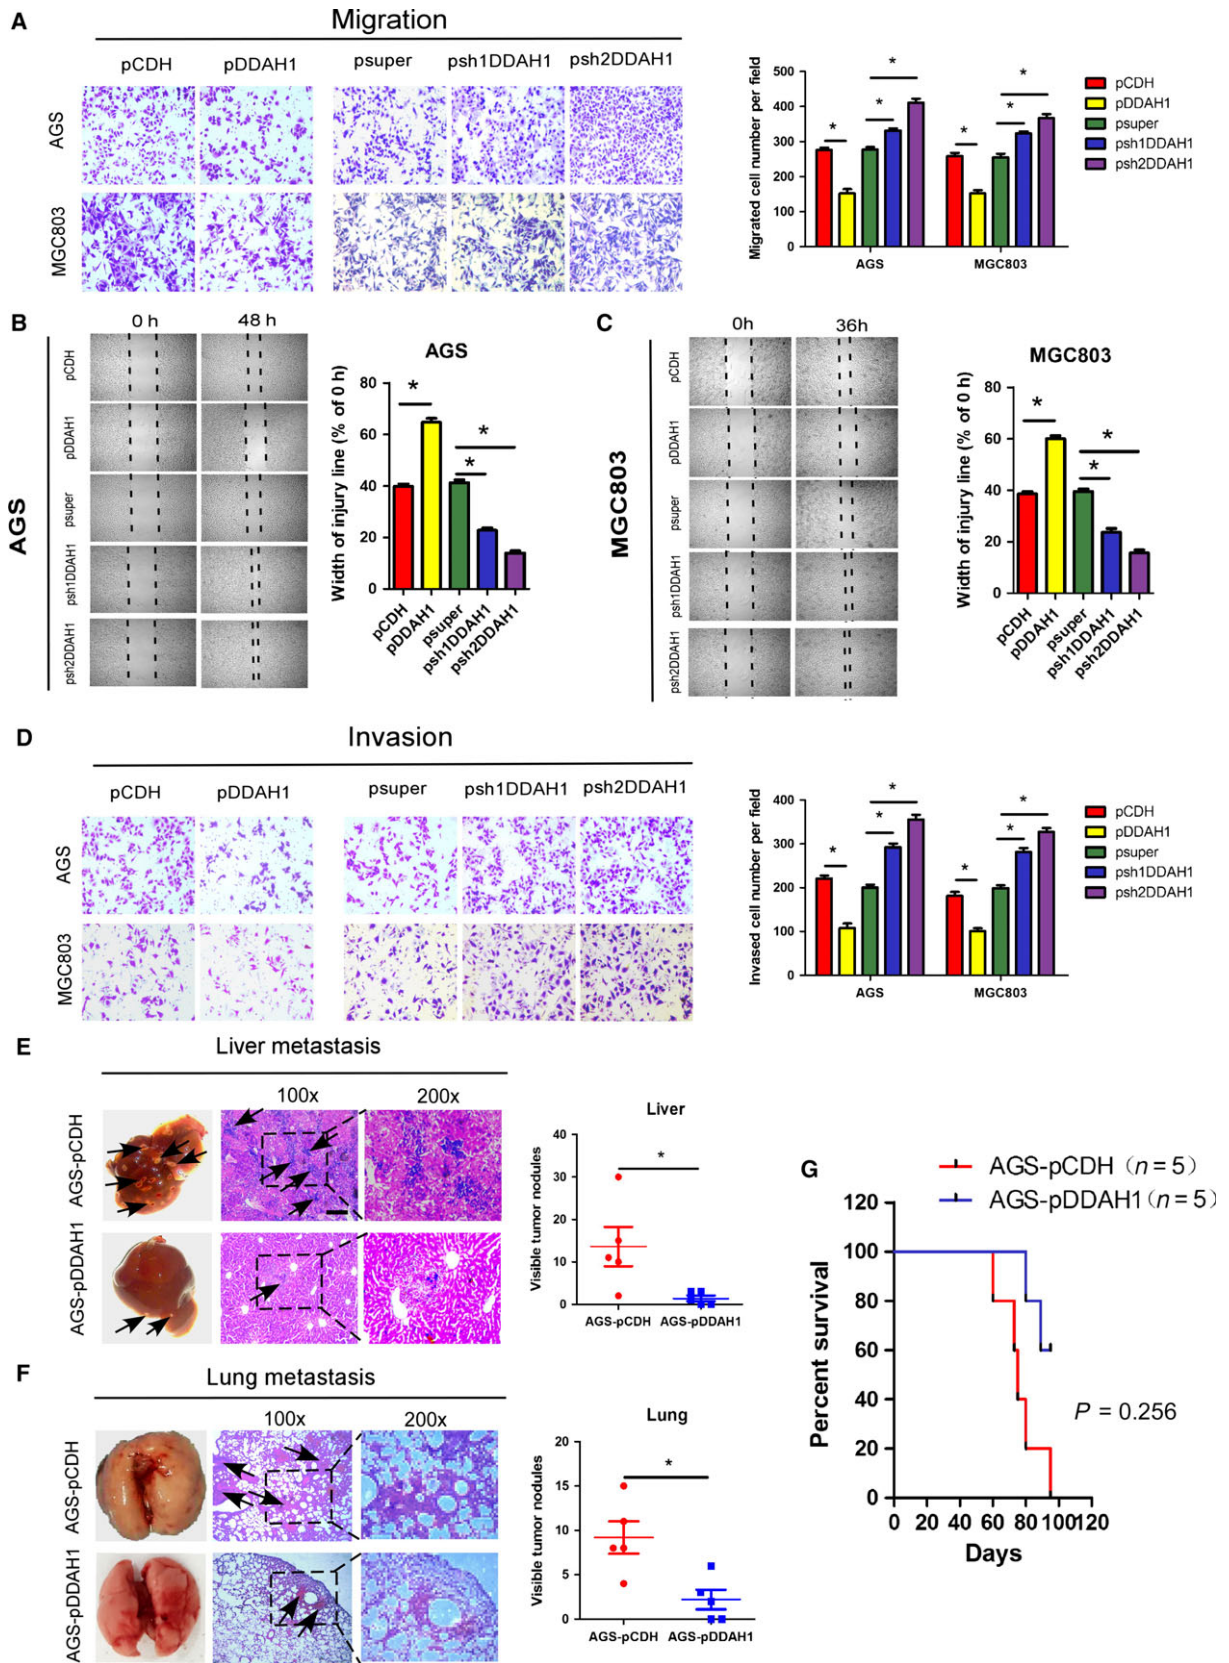 A
Migration
pCDH pDDAH1 psuper psh1DDAH1 psh2DDAH1
AGS
MGC803
Migrated cell number per field
500
400
300
200
100
0
AGS MGC803
* * * * * *
pCDH
pDDAH1
psuper
psh1DDAH1
psh2DDAH1
B
0 h 48 h
AGS
pCDH
pDDAH1
psuper
psh1DDAH1
psh2DDAH1
AGS
Width of injury line (% of 0 h)
80
60
40
20
0
* * *
pCDH pDDAH1 psuper psh1DDAH1 psh2DDAH1
C
0h 36h
MGC803
pCDH
pDDAH1
psuper
psh1DDAH1
psh2DDAH1
MGC803
Width of injury line (% of 0 h)
80
60
40
20
0
* * *
pCDH pDDAH1 psuper psh1DDAH1 psh2DDAH1
D
Invasion
pCDH pDDAH1 psuper psh1DDAH1 psh2DDAH1
AGS
MGC803
Invased cell number per field
400
300
200
100
0
AGS MGC803
* * * * * *
pCDH
pDDAH1
psuper
psh1DDAH1
psh2DDAH1
E
Liver metastasis
100x 200x
AGS-pCDH
AGS-pDDAH1
Liver
Visible tumor nodules
40
30
20
10
0
*
AGS-pCDH AGS-pDDAH1
F
Lung metastasis
100x 200x
AGS-pCDH
AGS-pDDAH1
Lung
Visible tumor nodules
20
15
10
5
0
*
AGS-pCDH AGS-pDDAH1
G
AGS-pCDH (n = 5)
AGS-pDDAH1 (n = 5)
Percent survival
120
100
80
60
40
20
0
P = 0.256
0 20 40 60 80 100 120
Days